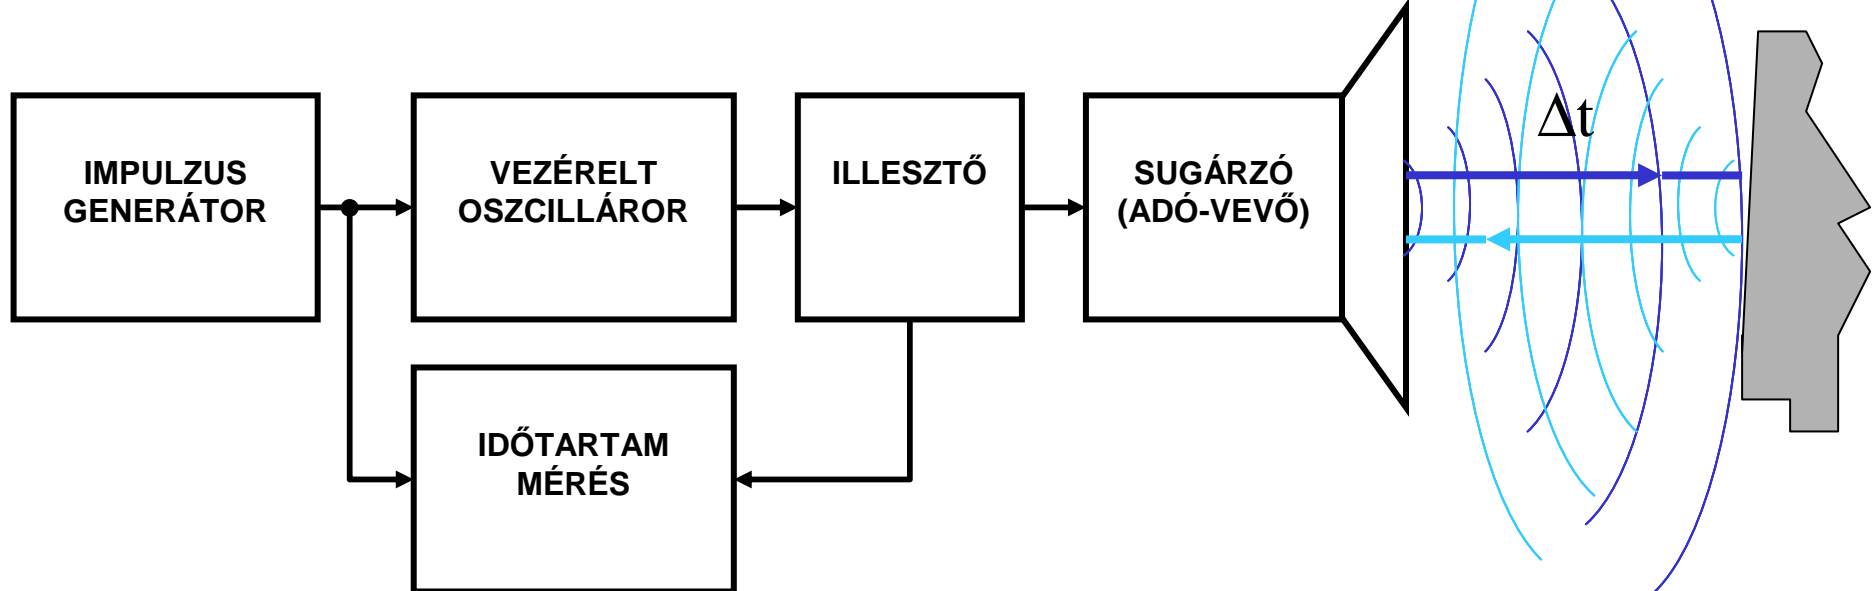 IMPULZUS
GENERÁTOR
VEZÉRELT
OSZCILLÁROR
ILLESZTŐ
SUGÁRZÓ
(ADÓ-VEVŐ)
Δt
IDŐTARTAM
MÉRÉS